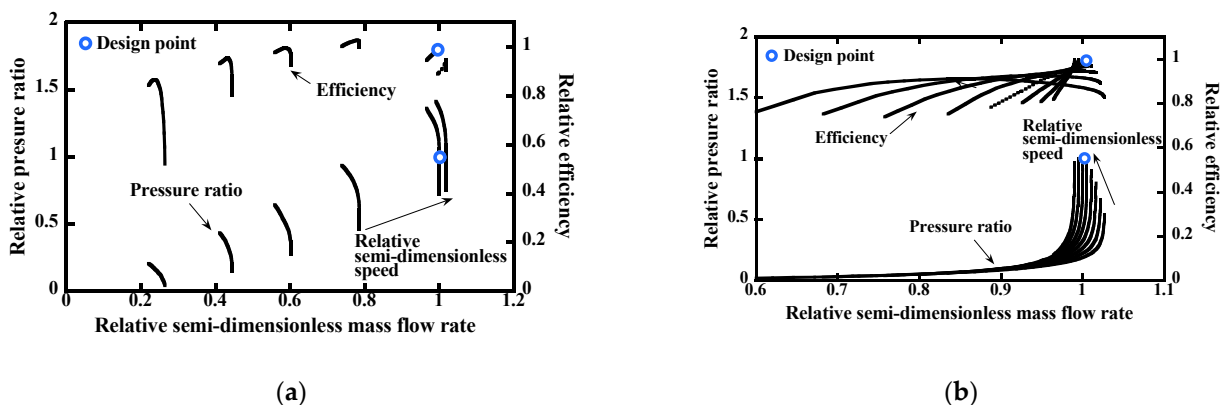 Relative pressure ratio
2
1.5
1
0.5
0
Design point
Efficiency
Pressure ratio
Relative
semi-dimensionless
speed
1
0.8
0.6
0.4
0.2
0
Relative efficiency
0 0.2 0.4 0.6 0.8 1 1.2
Relative semi-dimensionless mass flow rate
(a)
Relative pressure ratio
2
1.5
1
0.5
0
Design point
Efficiency
Relative
semi-dimensionless
speed
Pressure ratio
1
0.8
0.6
0.4
0.2
0
Relative efficiency
0.6 0.7 0.8 0.9 1 1.1
Relative semi-dimensionless mass flow rate
(b)